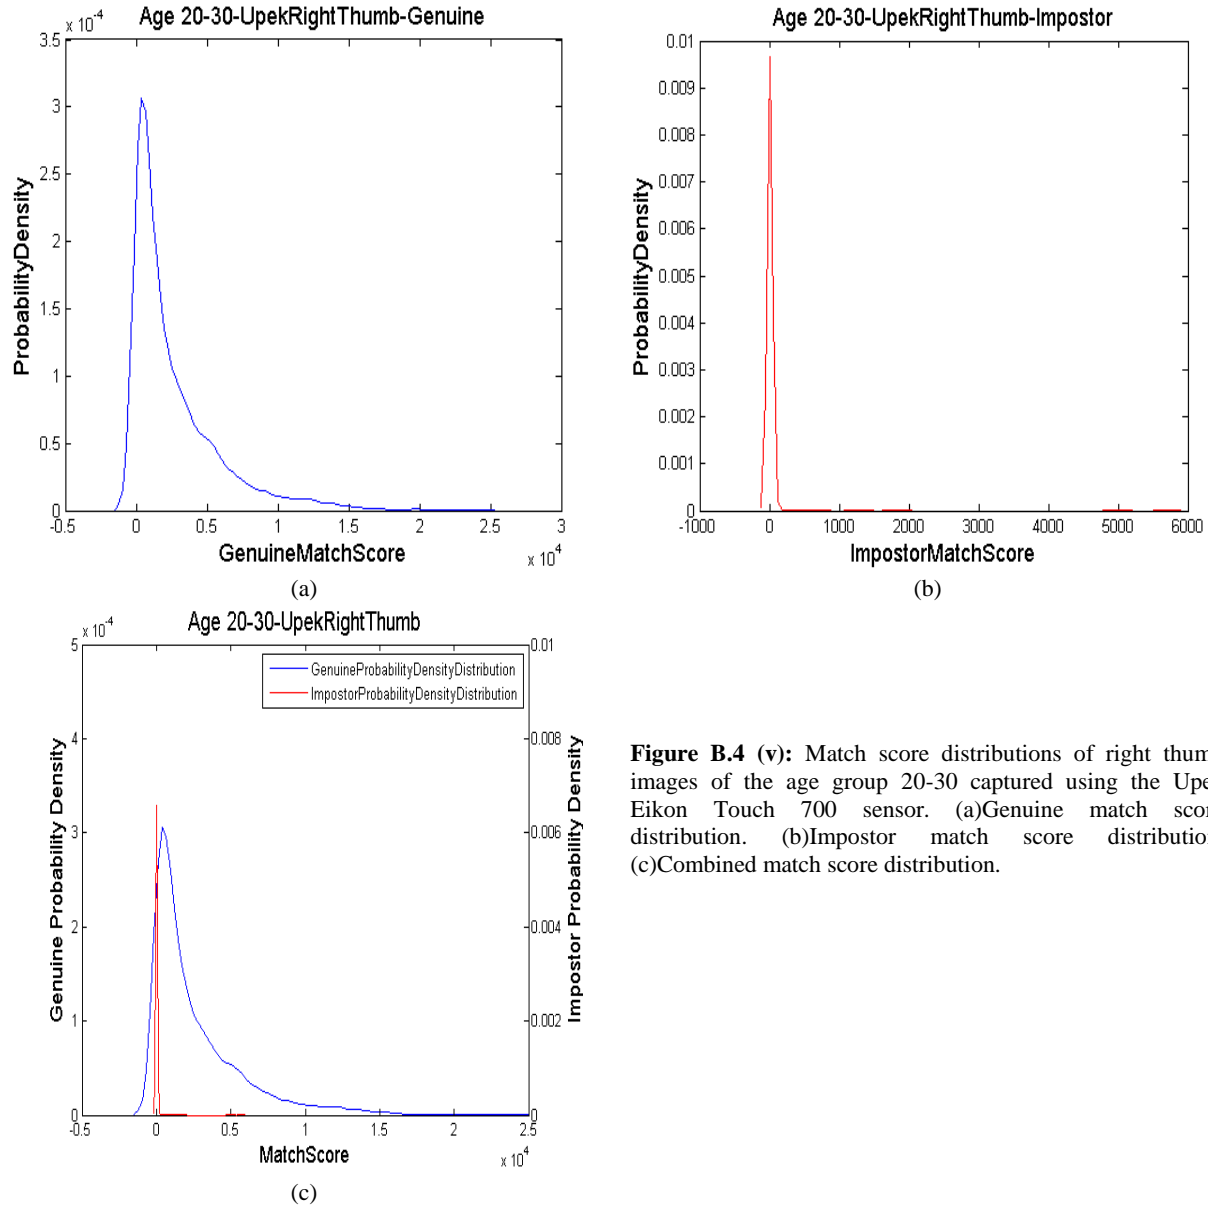 Age 20-30-UpekRightThumb-Genuine
x 10^-4
3.5
3
2.5
2
1.5
1
0.5
0
ProbabilityDensity
-0.5 0 0.5 1 1.5 2 2.5 3
GenuineMatchScore
x 10^4
(a)
Age 20-30-UpekRightThumb-Impostor
0.01
0.009
0.008
0.007
0.006
0.005
0.004
0.003
0.002
0.001
0
ProbabilityDensity
-1000 0 1000 2000 3000 4000 5000 6000
ImpostorMatchScore
(b)
Age 20-30-UpekRightThumb
x 10^-4
5
4
3
2
1
0
Genuine Probability Density
GenuineProbabilityDensityDistribution
ImpostorProbabilityDensityDistribution
0.01
0.008
0.006
0.004
0.002
0
Impostor Probability Density
-0.5 0 0.5 1 1.5 2 2.5
MatchScore
x 10^4
(c)
Figure B.4 (v): Match score distributions of right thum
images of the age group 20-30 captured using the Upe
Eikon Touch 700 sensor. (a)Genuine match scor
distribution. (b)Impostor match score distribution
(c)Combined match score distribution.